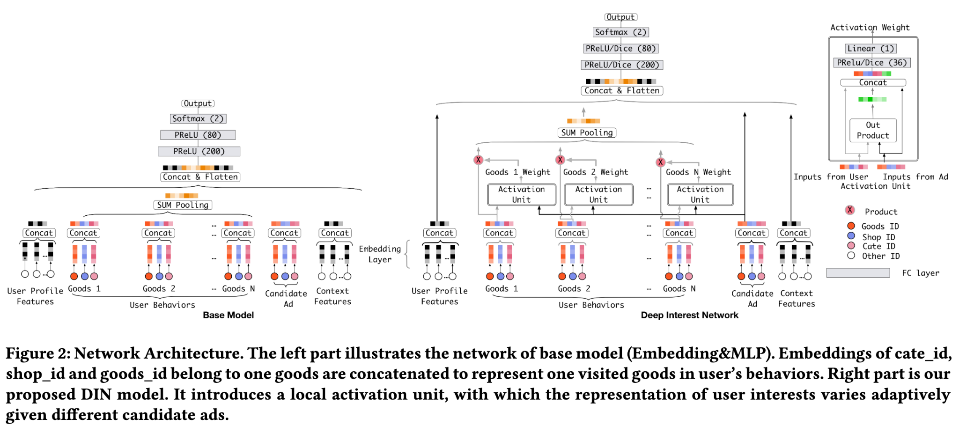 Output
Softmax (2)
PReLU (80)
PReLU (200)
Concat & Flatten
SUM Pooling
Concat Concat Concat ... Concat Concat Concat
User Profile Features
Goods 1 Goods 2 ... Goods N
User Behaviors
Candidate Ad
Context Features
Base Model
Output
Softmax (2)
PReLU/Dice (80)
PReLU/Dice (200)
Concat & Flatten
SUM Pooling
X X X
Goods 1 Weight Goods 2 Weight Goods N Weight
Activation Unit Activation Unit ... Activation Unit
Concat Concat Concat ... Concat Concat Concat
Embedding Layer
User Profile Features
Goods 1 Goods 2 ... Goods N
User Behaviors
Candidate Ad
Context Features
Deep Interest Network
Activation Weight
Linear (1)
PRelu/Dice (36)
Concat
Out
Product
Inputs from User Inputs from Ad
Activation Unit
X Product
Goods ID
Shop ID
Cate ID
Other ID
FC layer
Figure 2: Network Architecture. The left part illustrates the network of base model (Embedding&MLP). Embeddings of cate_id,
shop_id and goods_id belong to one goods are concatenated to represent one visited goods in user's behaviors. Right part is our
proposed DIN model. It introduces a local activation unit, with which the representation of user interests varies adaptively
given different candidate ads.